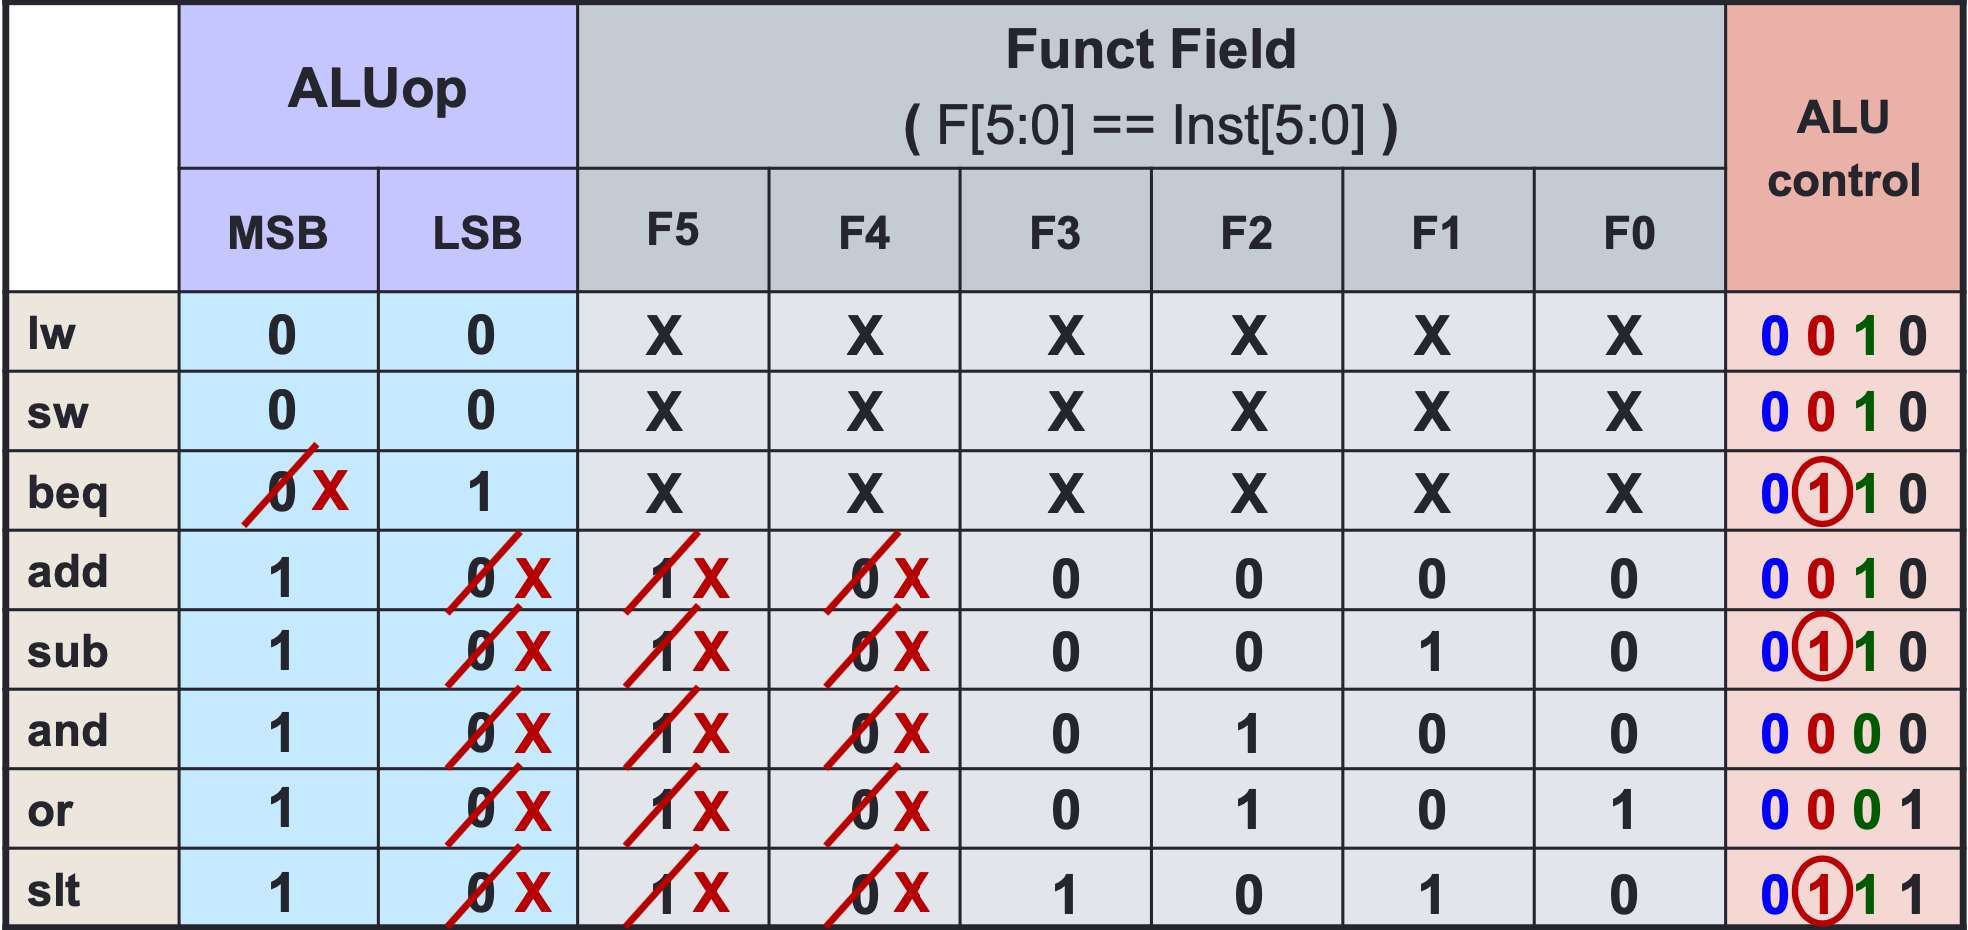 ALUop
Funct Field
( F[5:0] == Inst[5:0] )
ALU
control
MSB LSB F5 F4 F3 F2 F1 F0
lw 0 0 X X X X X X 0 0 1 0
sw 0 0 X X X X X X 0 0 1 0
beq 0 X 1 X X X X X X 0 1 1 0
add 1 0 X 1 X 0 X 0 0 0 0 0 0 1 0
sub 1 0 X 1 X 0 X 0 0 1 0 0 1 1 0
and 1 0 X 1 X 0 X 0 1 0 0 0 0 0 0
or 1 0 X 1 X 0 X 0 1 0 1 0 0 0 1
slt 1 0 X 1 X 0 X 1 0 1 0 0 1 1 1